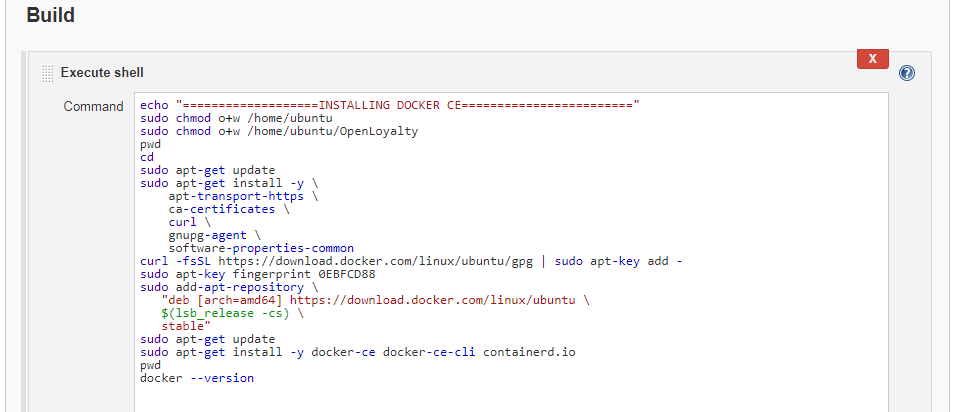 Build
X
Execute shell
?
Command
echo "===================INSTALLING DOCKER CE========================"
sudo chmod o+w /home/ubuntu
sudo chmod o+w /home/ubuntu/OpenLoyalty
pwd
cd
sudo apt-get update
sudo apt-get install -y \
    apt-transport-https \
    ca-certificates \
    curl \
    gnupg-agent \
    software-properties-common
curl -fsSL https://download.docker.com/linux/ubuntu/gpg | sudo apt-key add -
sudo apt-key fingerprint 0EBFCD88
sudo add-apt-repository \
   "deb [arch=amd64] https://download.docker.com/linux/ubuntu \
   $(lsb_release -cs) \
   stable"
sudo apt-get update
sudo apt-get install -y docker-ce docker-ce-cli containerd.io
pwd
docker --version